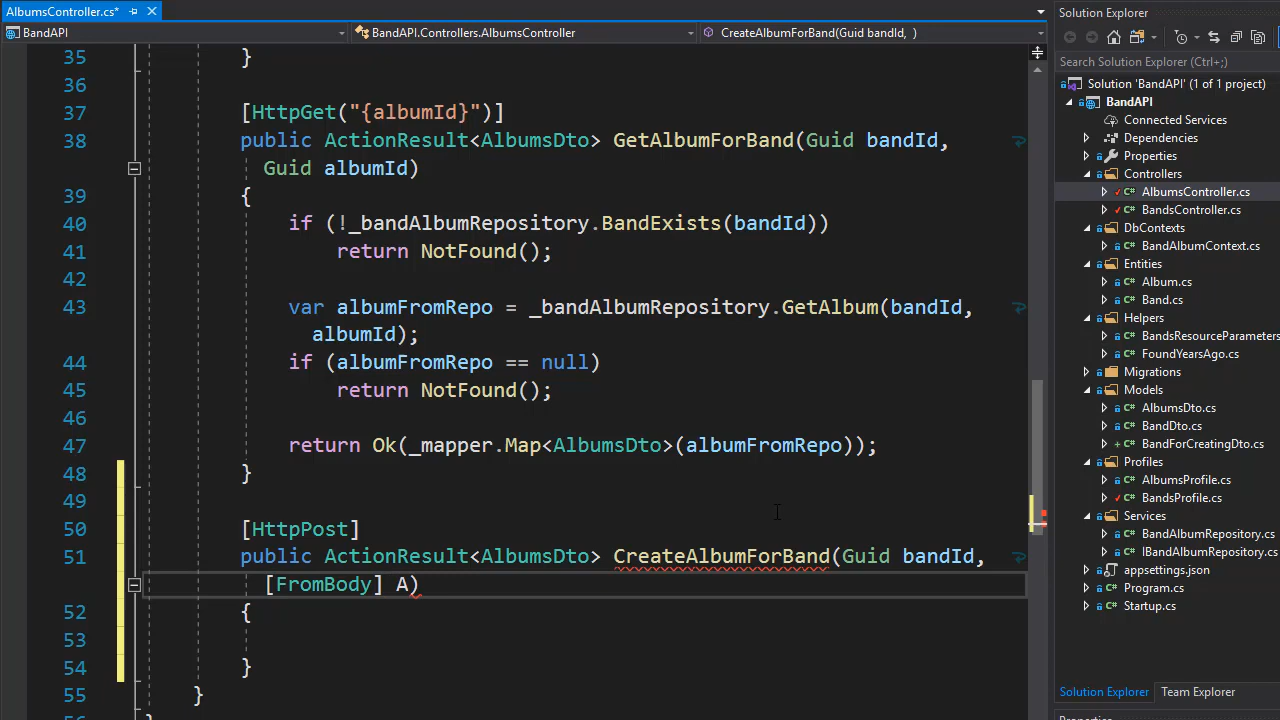 AlbumsController.cs*
Solution Explorer
BandAPI
BandAPI.Controllers.AlbumsController
CreateAlbumForBand(Guid bandId, )
Search Solution Explorer (Ctrl+;)
Solution 'BandAPI' (1 of 1 project)
BandAPI
Connected Services
Dependencies
Properties
Controllers
AlbumsController.cs
BandsController.cs
DbContexts
BandAlbumContext.cs
Entities
Album.cs
Band.cs
Helpers
BandsResourceParameters
FoundYearsAgo.cs
Migrations
Models
AlbumsDto.cs
BandDto.cs
BandForCreatingDto.cs
Profiles
AlbumsProfile.cs
BandsProfile.cs
Services
BandAlbumRepository.cs
IBandAlbumRepository.cs
appsettings.json
Program.cs
Startup.cs
Solution Explorer Team Explorer
35 }
36
37 [HttpGet("{albumId}")]
38 public ActionResult<AlbumsDto> GetAlbumForBand(Guid bandId,
Guid albumId)
39 {
40 if (!_bandAlbumRepository.BandExists(bandId))
41 return NotFound();
42
43 var albumFromRepo = _bandAlbumRepository.GetAlbum(bandId,
albumId);
44 if (albumFromRepo == null)
45 return NotFound();
46
47 return Ok(_mapper.Map<AlbumsDto>(albumFromRepo));
48 }
49
50 [HttpPost]
51 public ActionResult<AlbumsDto> CreateAlbumForBand(Guid bandId,
[FromBody] A)
52 {
53
54 }
55 }